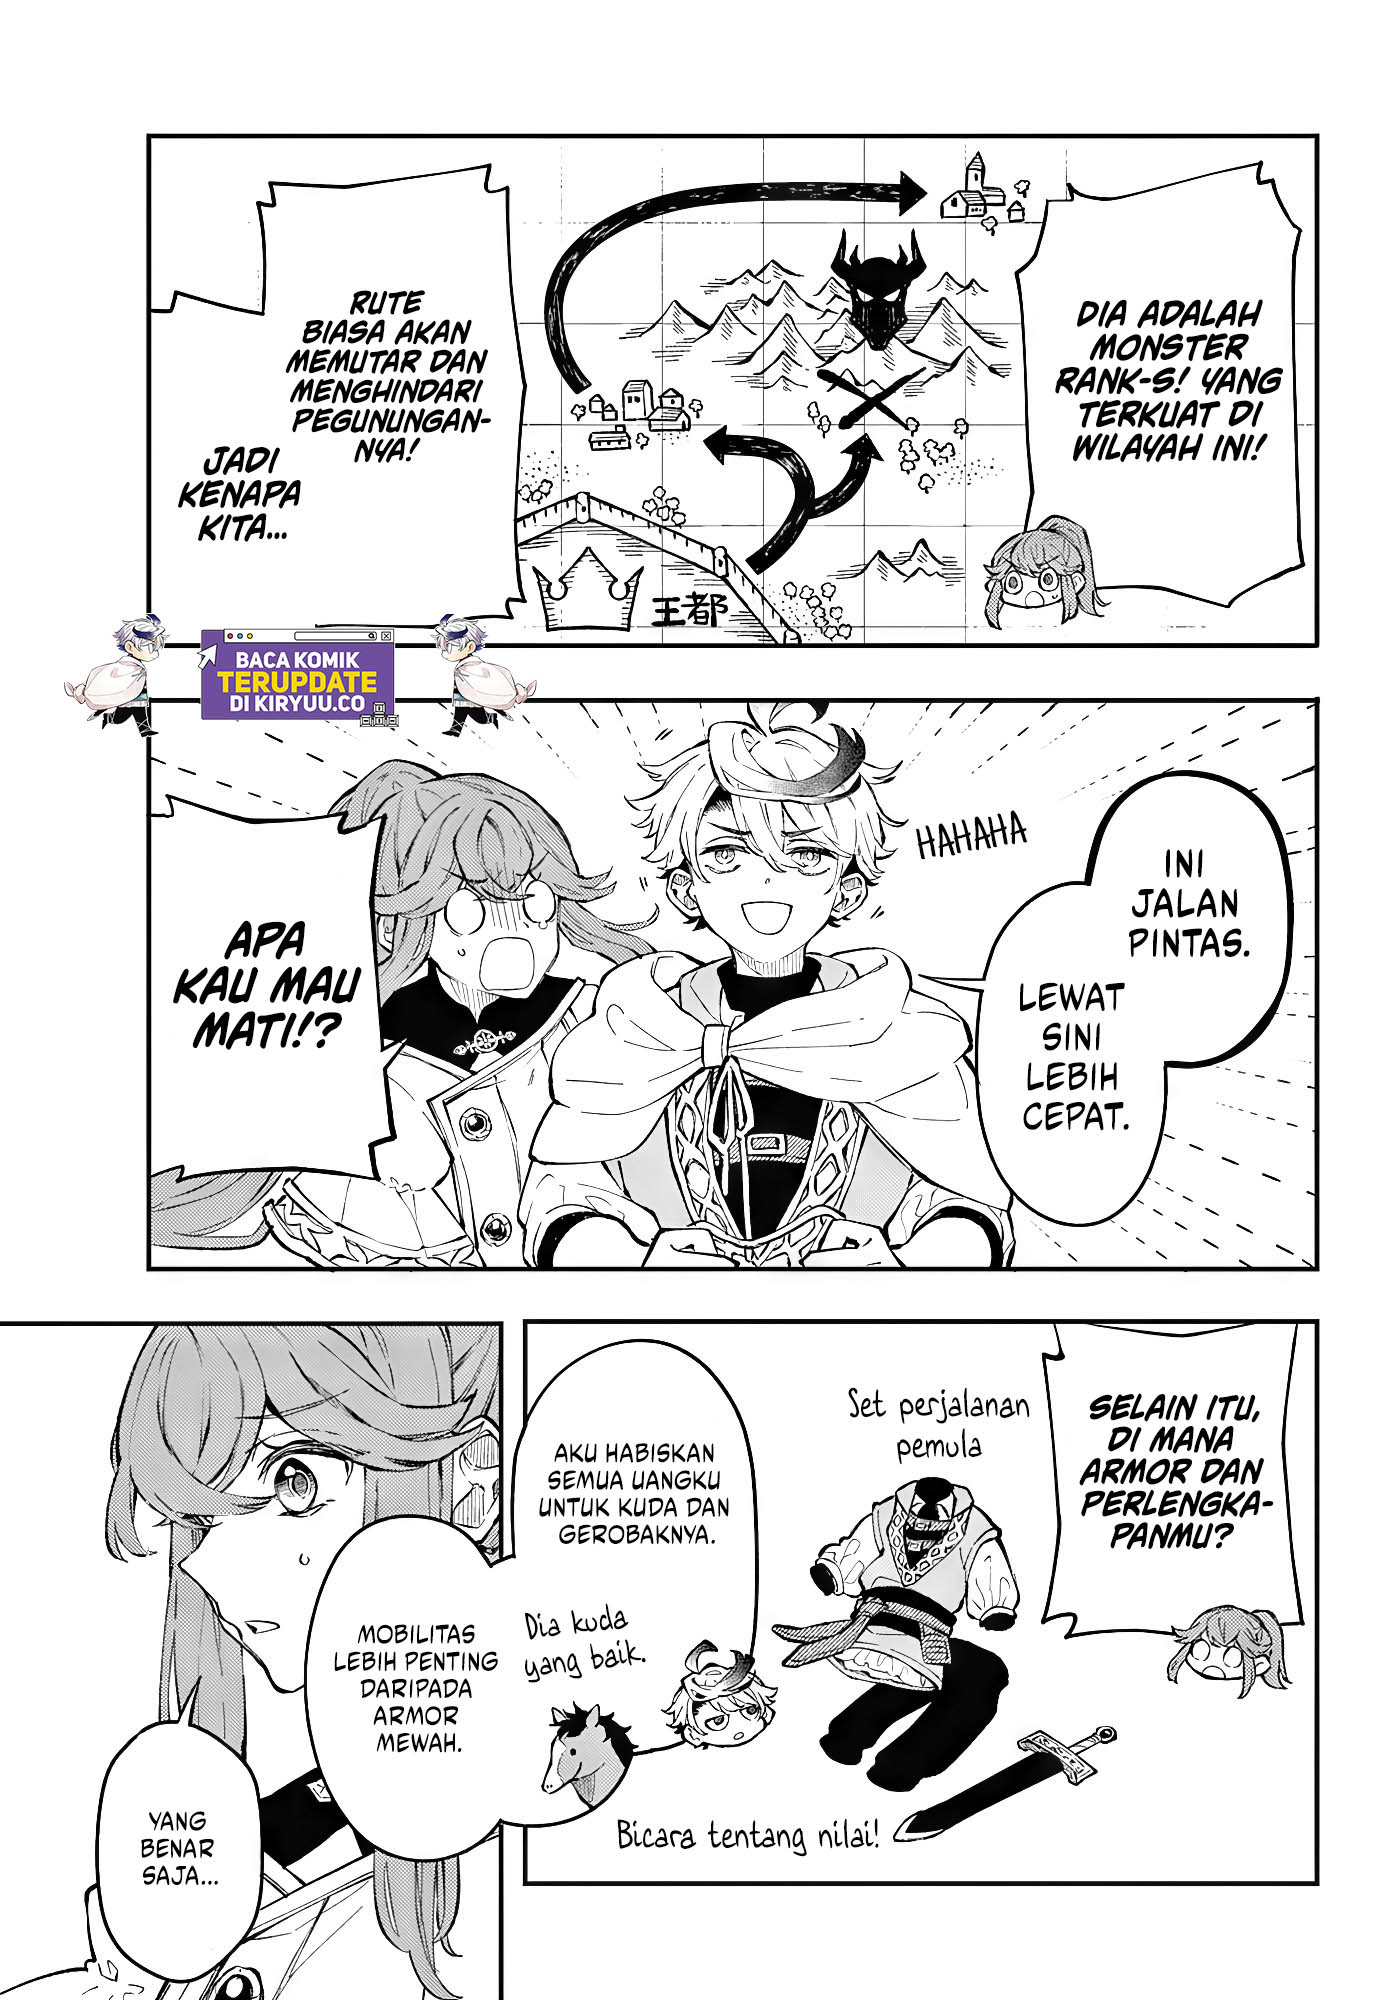 DIA ADALAH
MONSTER
RANK-S! YANG
TERKUAT DI
WILAYAH INI!
RUTE
BIASA AKAN
MEMUTAR DAN
MENGHINDARI
PEGUNUNGAN-
NYA!
JADI
KENAPA
KITA...
王都
BACA KOMIK
TERUPDATE
DI KIRYUU.CO
INI
JALAN
PINTAS.
LEWAT
SINI
LEBIH
CEPAT.
HAHAHA
APA
KAU MAU
MATI!?
SELAIN ITU,
DI MANA
ARMOR DAN
PERLENGKA-
PANMU?
Set perjalanan
pemula
AKU HABISKAN
SEMUA UANGKU
UNTUK KUDA DAN
GEROBAKNYA.
Dia kuda
yang baik.
Bicara tentang nilai!
MOBILITAS
LEBIH PENTING
DARIPADA
ARMOR
MEWAH.
YANG
BENAR
SAJA...